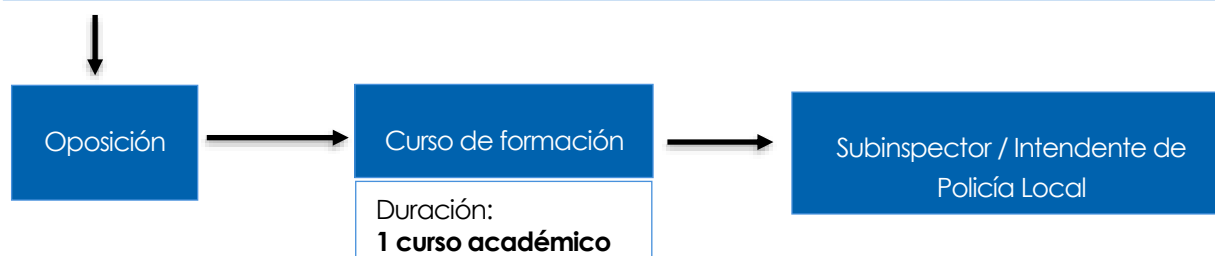 Oposición
Curso de formación
Subinspector / Intendente de
Policía Local
Duración:
1 curso académico